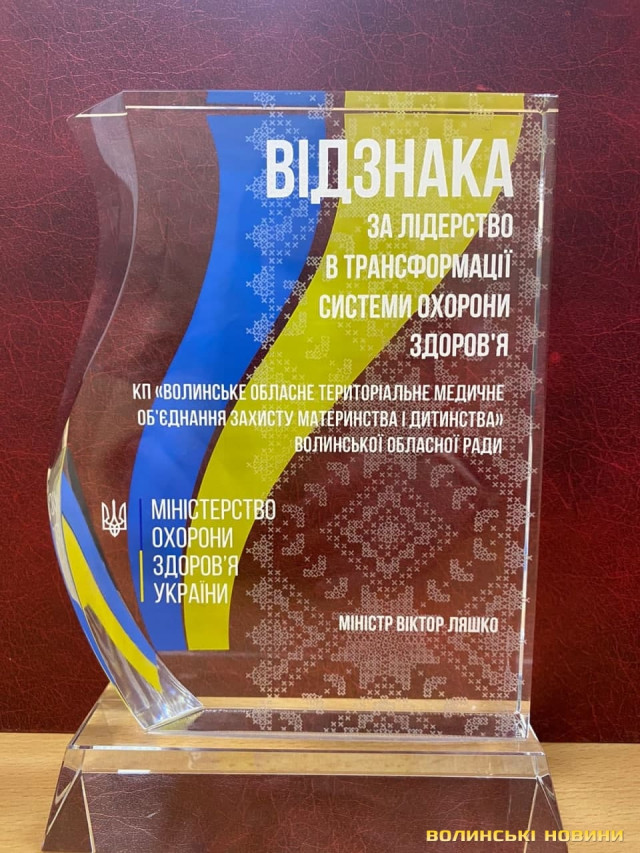 ВІДЗНАКА
ЗА ЛІДЕРСТВО
В ТРАНСФОРМАЦІЇ
СИСТЕМИ ОХОРОНИ
ЗДОРОВ'Я
КП «ВОЛИНСЬКЕ ОБЛАСНЕ ТЕРИТОРІАЛЬНЕ МЕДИЧНЕ
ОБ'ЄДНАННЯ ЗАХИСТУ МАТЕРИНСТВА І ДИТИНСТВА»
ВОЛИНСЬКОЇ ОБЛАСНОЇ РАДИ
МІНІСТЕРСТВО
ОХОРОНИ
ЗДОРОВ'Я
УКРАЇНИ
МІНІСТР ВІКТОР ЛЯШКО
ВОЛИНСЬКІ НОВИНИ